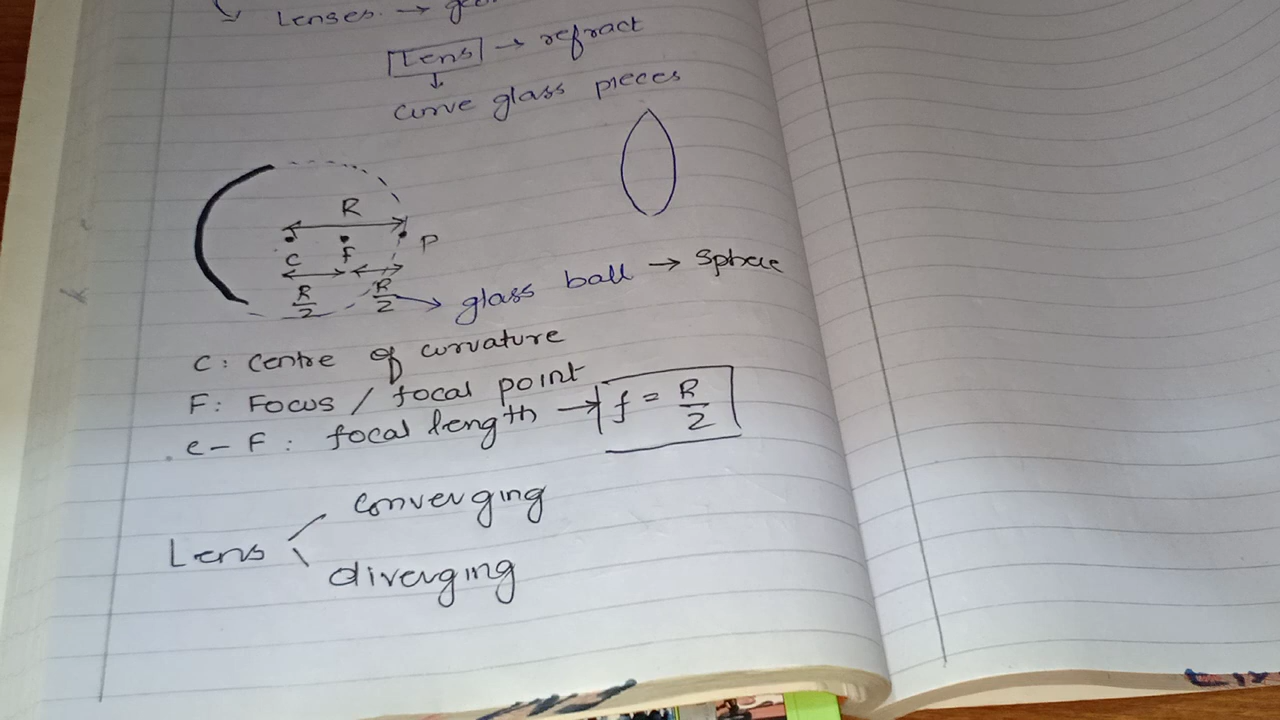 Lenses →
Lens → refract
curve glass pieces
R
C F P
R/2 R/2 → glass ball → sphere
C: Centre of curvature
F: Focus / focal point
C - F: focal length → f = R/2
Lens
converging
diverging